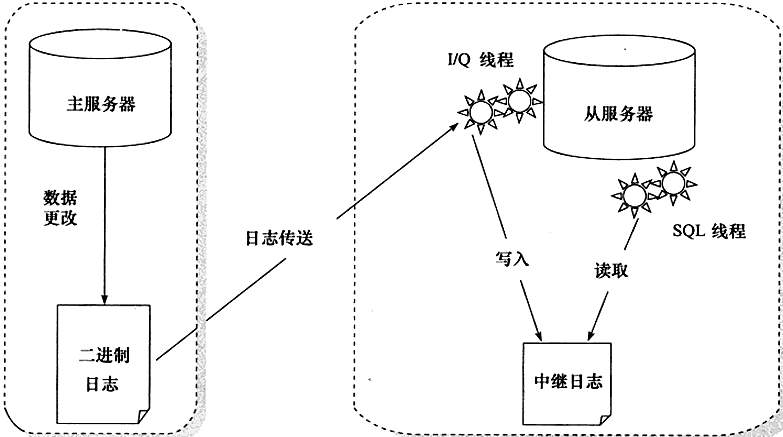 I/Q 线程
主服务器
从服务器
数据
更改
日志传送
SQL 线程
写入
读取
二进制
日志
中继日志